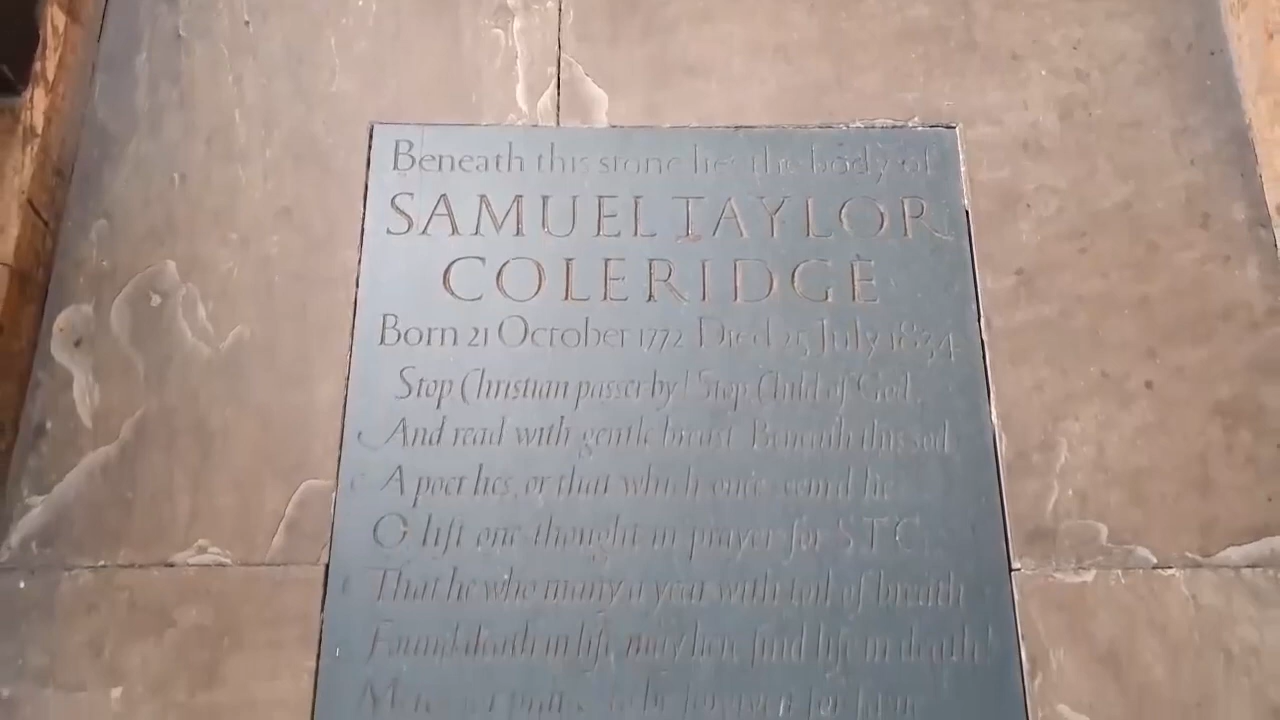 Beneath this stone lies the body of
SAMUEL TAYLOR
COLERIDGE
Born 21 October 1772 Died 25 July 1834
Stop Christian passer-by! Stop Child of God,
And read with gentle breast. Beneath this sod
A poet lies, or that which once seem'd he.
O lift one thought in prayer for S.T.C.
That he who many a year with toil of breath
Found death in life, may here find life in death!
for